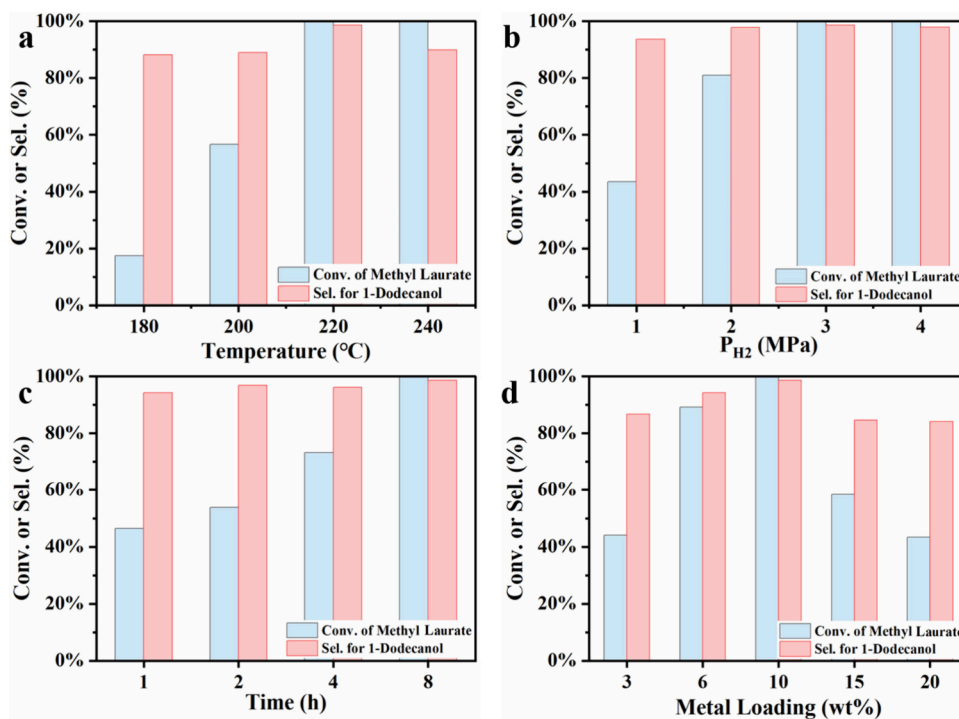 a
Conv. or Sel. (%)
100%
80%
60%
40%
20%
0%
Conv. of Methyl Laurate
Sel. for 1-Dodecanol
180 200 220 240
Temperature (°C)
b
Conv. or Sel. (%)
100%
80%
60%
40%
20%
0%
Conv. of Methyl Laurate
Sel. for 1-Dodecanol
1 2 3 4
P_H2 (MPa)
c
Conv. or Sel. (%)
100%
80%
60%
40%
20%
0%
Conv. of Methyl Laurate
Sel. for 1-Dodecanol
1 2 4 8
Time (h)
d
Conv. or Sel. (%)
100%
80%
60%
40%
20%
0%
Conv. of Methyl Laurate
Sel. for 1-Dodecanol
3 6 10 15 20
Metal Loading (wt%)